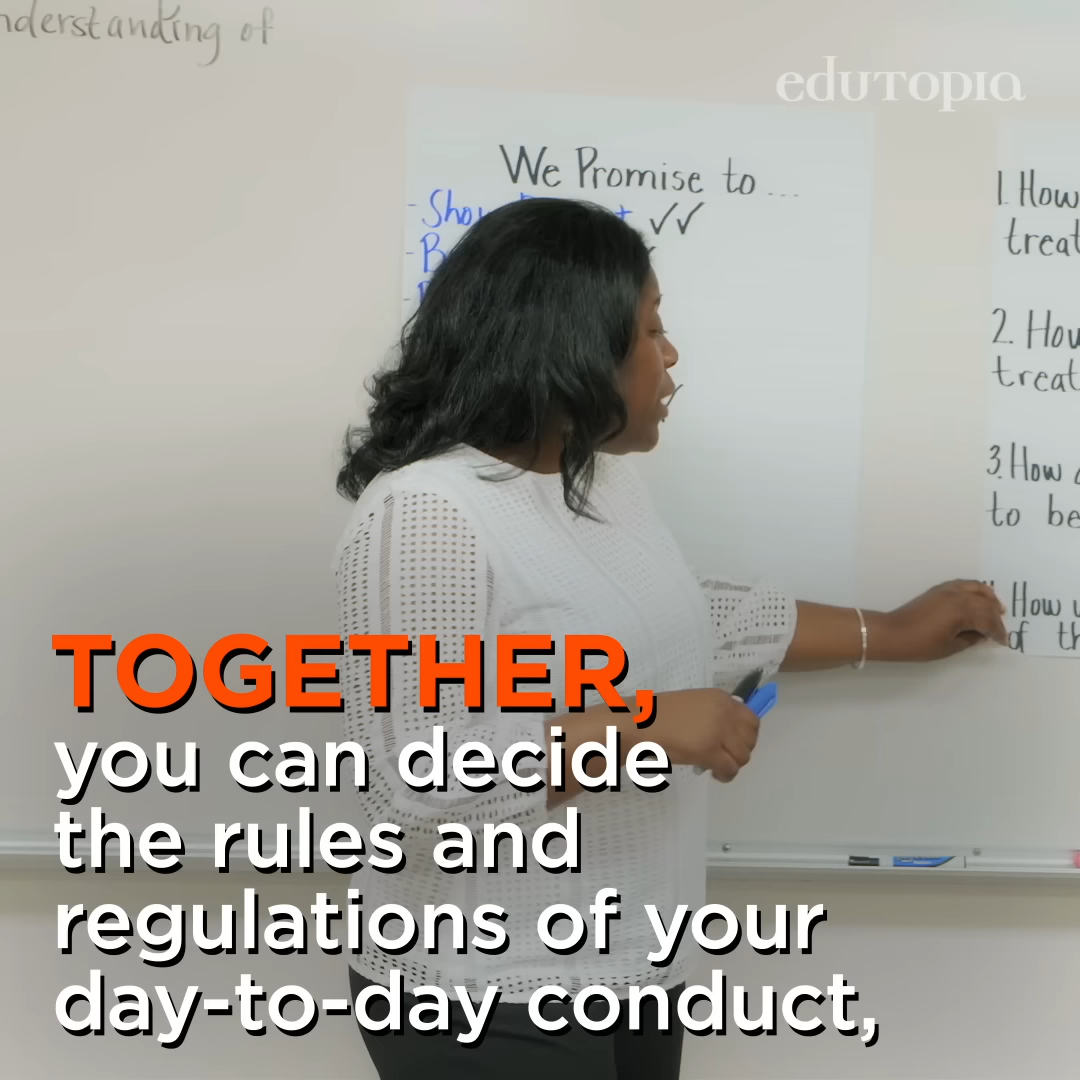 nderstanding of
edutopia
We Promise to ...
- Sho
- B
1. How
treat
2. How
treat
3. How
to be
How
of th
TOGETHER,
you can decide
the rules and
regulations of your
day-to-day conduct,